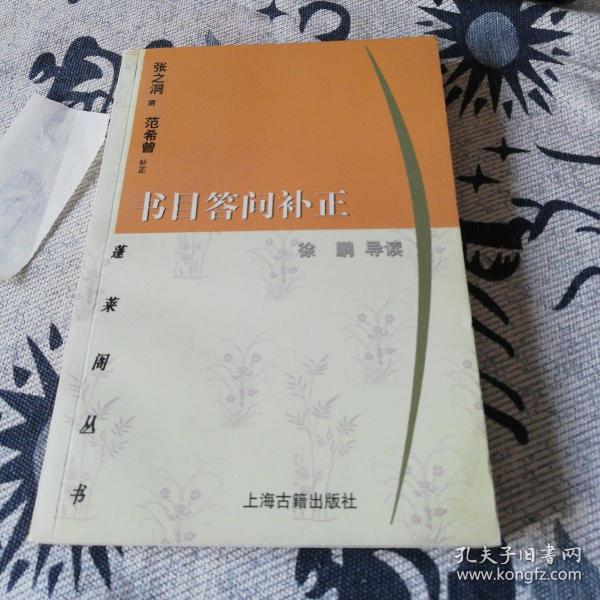 张之洞 撰 范希曾 补正
书目答问补正
徐 鹏 导读
蓬莱阁丛书
上海古籍出版社
孔夫子旧书网
www.kongfz.com